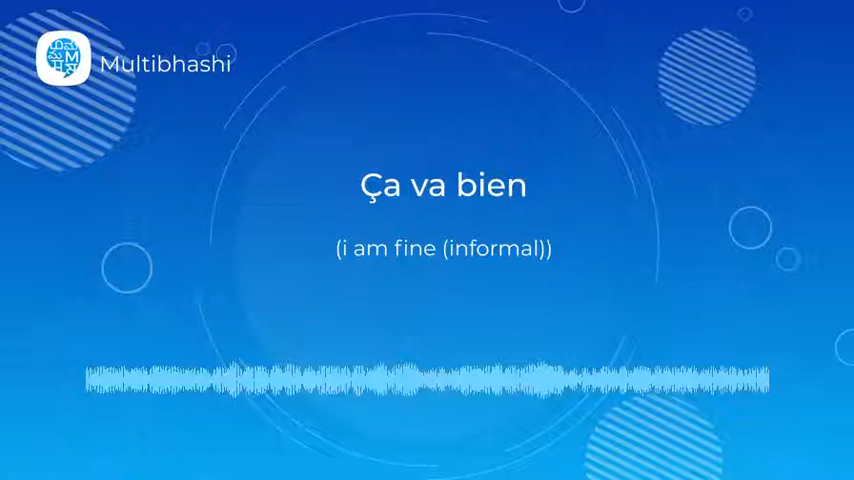 Multibhashi
Ça va bien
(i am fine (informal))